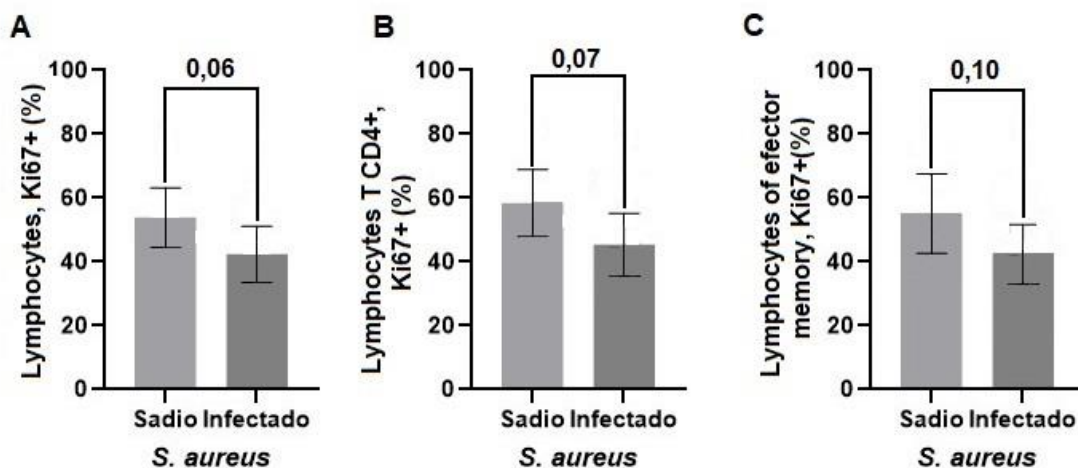 A
Lymphocytes, Ki67+ (%)
100
80
60
40
20
0
0,06
Sadio Infectado
S. aureus
B
Lymphocytes T CD4+,
Ki67+ (%)
100
80
60
40
20
0
0,07
Sadio Infectado
S. aureus
C
Lymphocytes of efector
memory, Ki67+(%)
100
80
60
40
20
0
0,10
Sadio Infectado
S. aureus